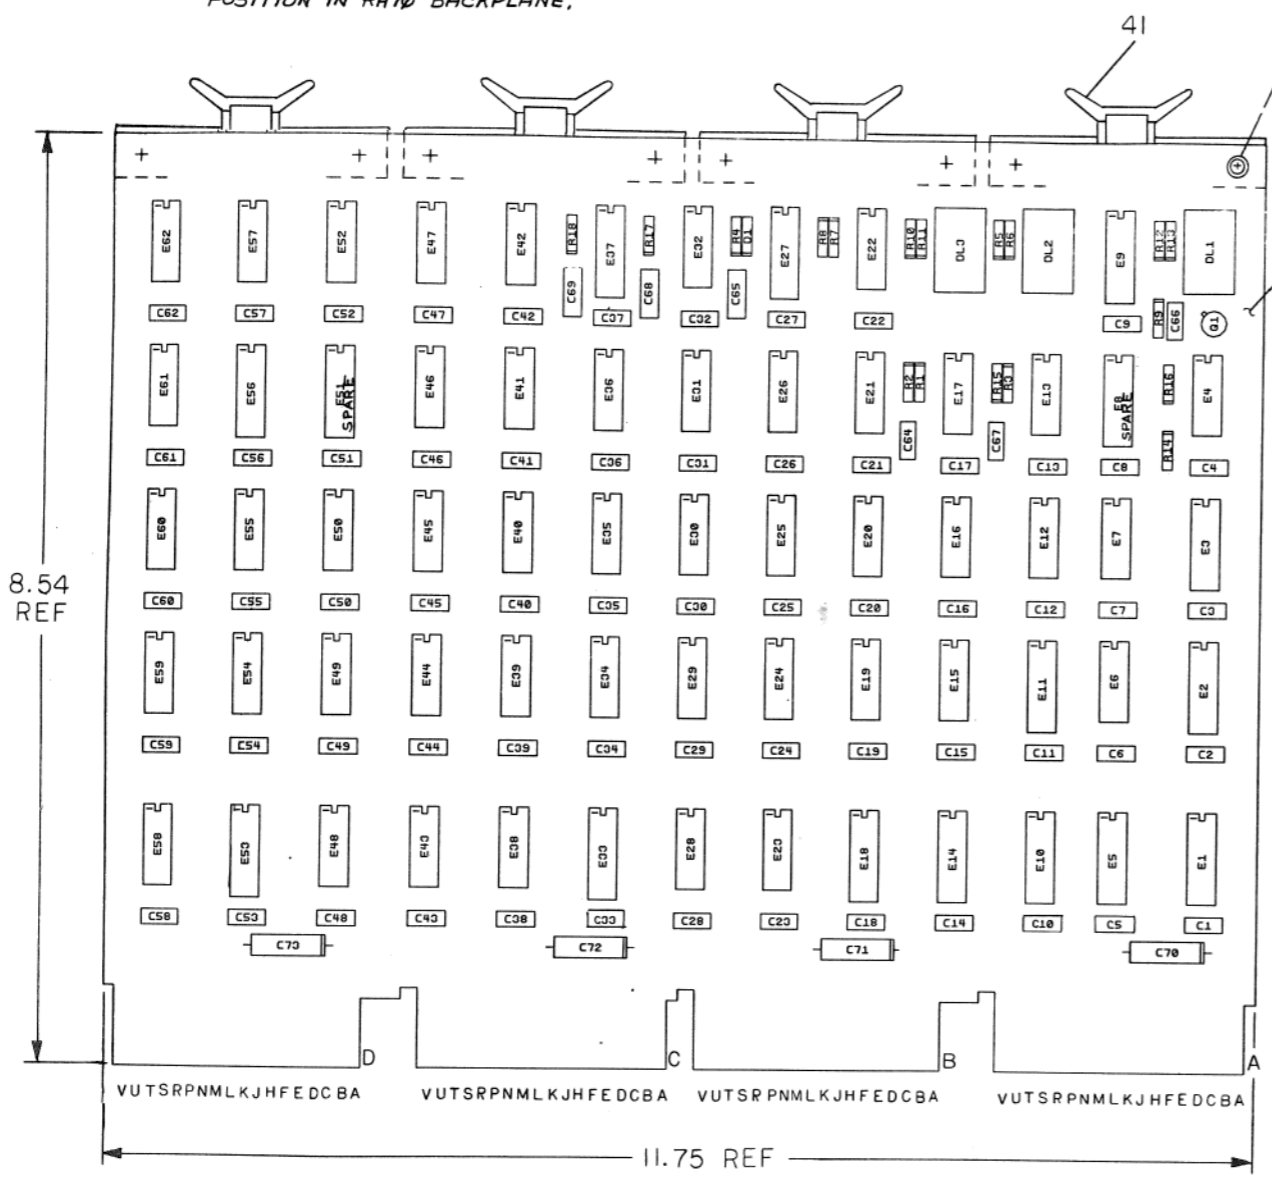 POSITION IN RH10 BACKPLANE.
41
E62 E57 E52 E47 E42 R18 E37 R17 E32 R4 D1 E27 R8 R7 E22 R10 R11 DL3 R5 R6 DL2 E9 R12 R13 DL1
C69 C68 C65
C62 C57 C52 C47 C42 C37 C32 C27 C22 C9 R9 C66 Q1
E61 E56 E51 SPARE E46 E41 E36 E31 E26 E21 R2 R1 E17 R15 R3 E13 E8 SPARE R16 E4
C64 C67 R14
C61 C56 C51 C46 C41 C36 C31 C26 C21 C17 C13 C8 C4
E60 E55 E50 E45 E40 E35 E30 E25 E20 E16 E12 E7 E3
8.54
REF
C60 C55 C50 C45 C40 C35 C30 C25 C20 C16 C12 C7 C3
E59 E54 E49 E44 E39 E34 E29 E24 E19 E15 E11 E6 E2
C59 C54 C49 C44 C39 C34 C29 C24 C19 C15 C11 C6 C2
E58 E53 E48 E43 E38 E33 E28 E23 E18 E14 E10 E5 E1
C58 C53 C48 C43 C38 C33 C28 C23 C18 C14 C10 C5 C1
C73 C72 C71 C70
D C B A
VUTSRPNMLKJHFEDCBA VUTSRPNMLKJHFEDCBA VUTSRPNMLKJHFEDCBA VUTSRPNMLKJHFEDCBA
11.75 REF